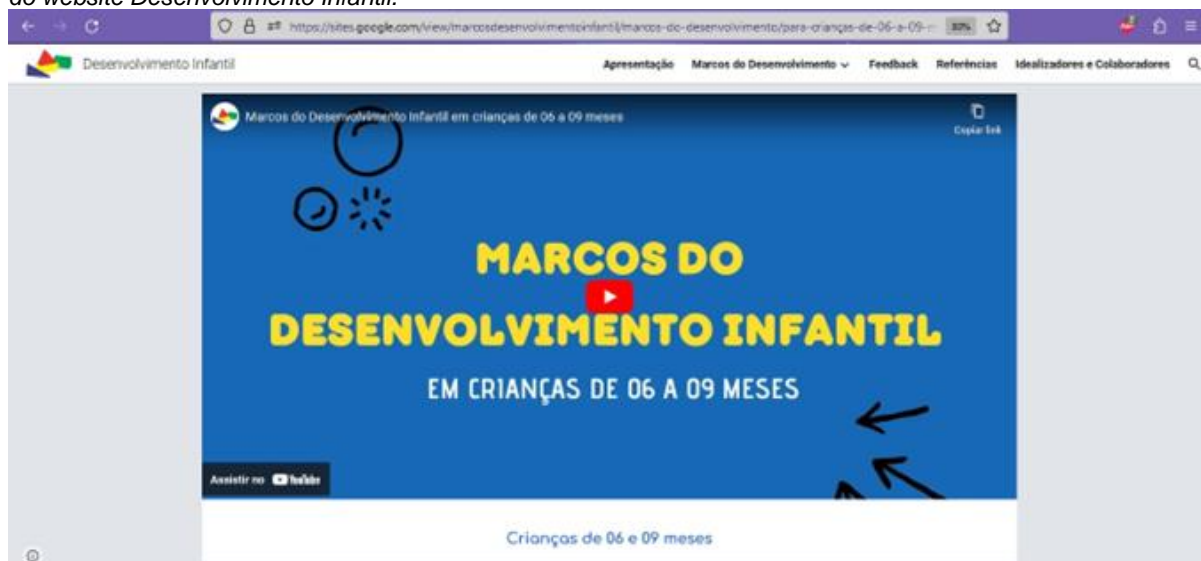 do website Desenvolvimento Infantil.
https://sites.google.com/view/marcosdesenvolvimentoinfantil/marcos-do-desenvolvimento/para-crianças-de-06-a-09-m
80%
Desenvolvimento Infantil
Apresentação Marcos do Desenvolvimento Feedback Referências Idealizadores e Colaboradores
Marcos do Desenvolvimento Infantil em crianças de 06 a 09 meses
Copiar link
MARCOS DO
DESENVOLVIMENTO INFANTIL
EM CRIANÇAS DE 06 A 09 MESES
Assistir no YouTube
Crianças de 06 e 09 meses